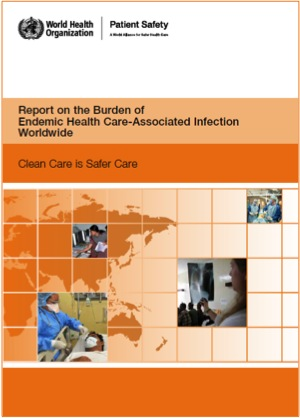 World Health
Organization
Patient Safety
A World Alliance for Safer Health Care
Report on the Burden of
Endemic Health Care-Associated Infection
Worldwide
Clean Care is Safer Care